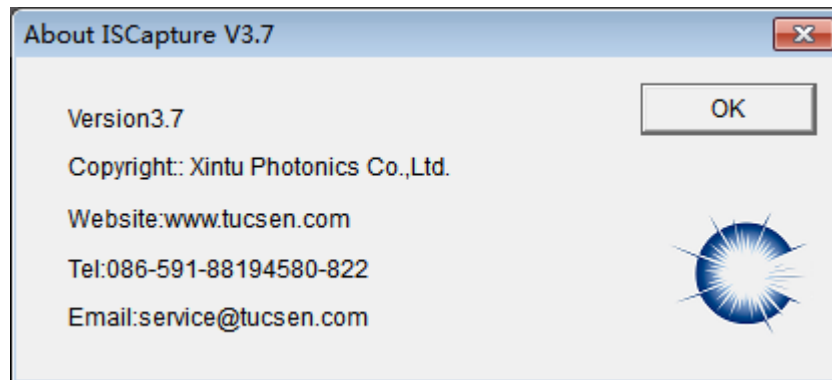 About ISCapture V3.7
OK
Version3.7
Copyright:: Xintu Photonics Co.,Ltd.
Website:www.tucsen.com
Tel:086-591-88194580-822
Email:service@tucsen.com